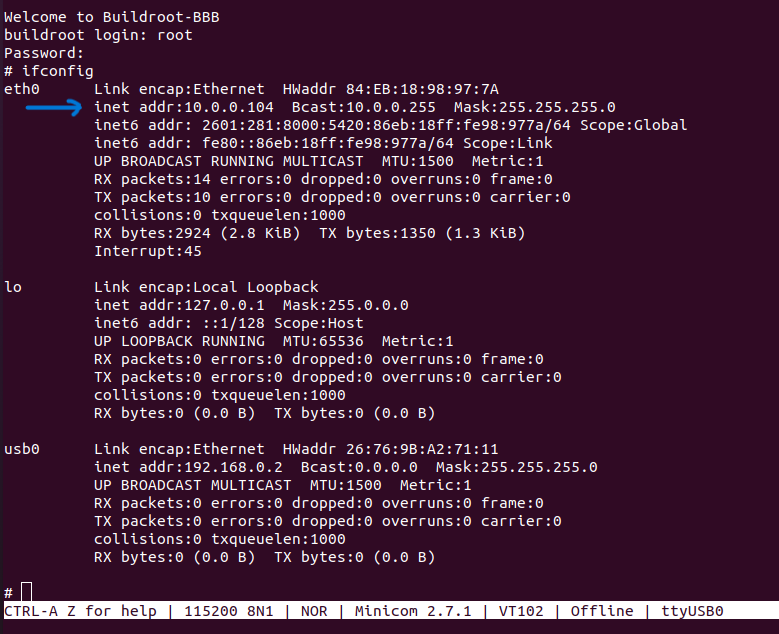 Welcome to Buildroot-BBB
buildroot login: root
Password:
# ifconfig
eth0      Link encap:Ethernet  HWaddr 84:EB:18:98:97:7A
          inet addr:10.0.0.104  Bcast:10.0.0.255  Mask:255.255.255.0
          inet6 addr: 2601:281:8000:5420:86eb:18ff:fe98:977a/64 Scope:Global
          inet6 addr: fe80::86eb:18ff:fe98:977a/64 Scope:Link
          UP BROADCAST RUNNING MULTICAST  MTU:1500  Metric:1
          RX packets:14 errors:0 dropped:0 overruns:0 frame:0
          TX packets:10 errors:0 dropped:0 overruns:0 carrier:0
          collisions:0 txqueuelen:1000
          RX bytes:2924 (2.8 KiB)  TX bytes:1350 (1.3 KiB)
          Interrupt:45

lo        Link encap:Local Loopback
          inet addr:127.0.0.1  Mask:255.0.0.0
          inet6 addr: ::1/128 Scope:Host
          UP LOOPBACK RUNNING  MTU:65536  Metric:1
          RX packets:0 errors:0 dropped:0 overruns:0 frame:0
          TX packets:0 errors:0 dropped:0 overruns:0 carrier:0
          collisions:0 txqueuelen:1000
          RX bytes:0 (0.0 B)  TX bytes:0 (0.0 B)

usb0      Link encap:Ethernet  HWaddr 26:76:9B:A2:71:11
          inet addr:192.168.0.2  Bcast:0.0.0.0  Mask:255.255.255.0
          UP BROADCAST MULTICAST  MTU:1500  Metric:1
          RX packets:0 errors:0 dropped:0 overruns:0 frame:0
          TX packets:0 errors:0 dropped:0 overruns:0 carrier:0
          collisions:0 txqueuelen:1000
          RX bytes:0 (0.0 B)  TX bytes:0 (0.0 B)

#
CTRL-A Z for help | 115200 8N1 | NOR | Minicom 2.7.1 | VT102 | Offline | ttyUSB0